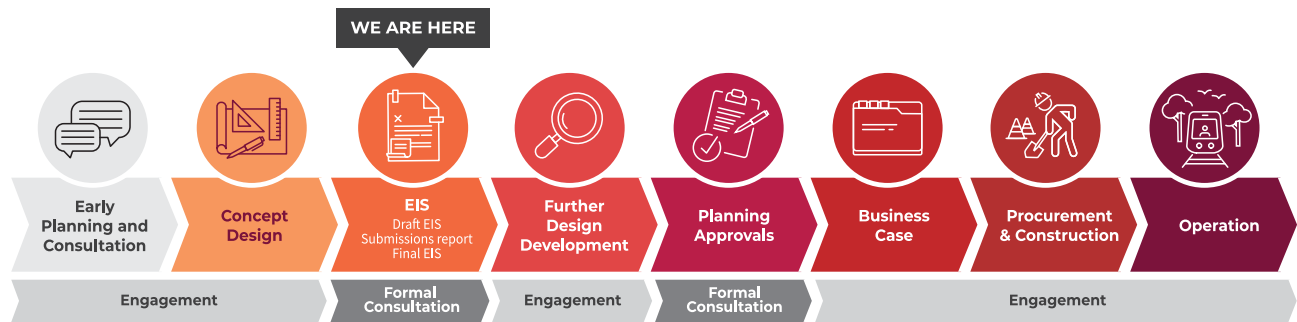 WE ARE HERE
Early
Planning and
Consultation
Concept
Design
EIS
Draft EIS
Submissions report
Final EIS
Further
Design
Development
Planning
Approvals
Business
Case
Procurement
& Construction
Operation
Engagement
Formal
Consultation
Engagement
Formal
Consultation
Engagement